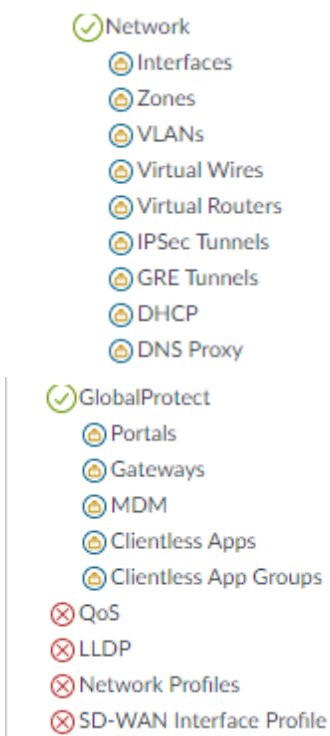 Network
Interfaces
Zones
VLANs
Virtual Wires
Virtual Routers
IPSec Tunnels
GRE Tunnels
DHCP
DNS Proxy
GlobalProtect
Portals
Gateways
MDM
Clientless Apps
Clientless App Groups
QoS
LLDP
Network Profiles
SD-WAN Interface Profile